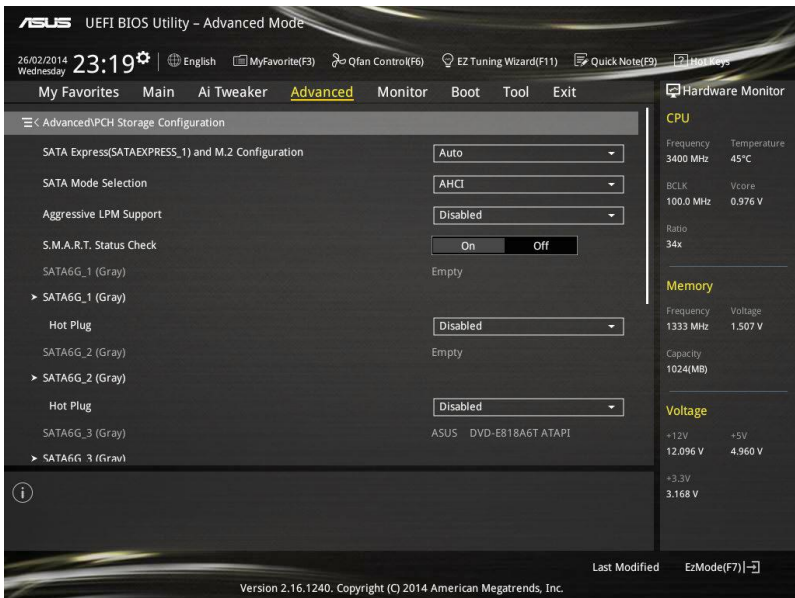 ASUS UEFI BIOS Utility – Advanced Mode
26/02/2014
Wednesday
23:19
English
MyFavorite(F3)
Qfan Control(F6)
EZ Tuning Wizard(F11)
Quick Note(F9)
? Hot Keys
My Favorites
Main
Ai Tweaker
Advanced
Monitor
Boot
Tool
Exit
< Advanced\PCH Storage Configuration
SATA Express(SATAEXPRESS_1) and M.2 Configuration
Auto
SATA Mode Selection
AHCI
Aggressive LPM Support
Disabled
S.M.A.R.T. Status Check
On
Off
SATA6G_1 (Gray)
Empty
> SATA6G_1 (Gray)
Hot Plug
Disabled
SATA6G_2 (Gray)
Empty
> SATA6G_2 (Gray)
Hot Plug
Disabled
SATA6G_3 (Gray)
ASUS DVD-E818A6T ATAPI
> SATA6G_3 (Gray)
i
Hardware Monitor
CPU
Frequency Temperature
3400 MHz 45°C
BCLK Vcore
100.0 MHz 0.976 V
Ratio
34x
Memory
Frequency Voltage
1333 MHz 1.507 V
Capacity
1024(MB)
Voltage
+12V +5V
12.096 V 4.960 V
+3.3V
3.168 V
Last Modified
EzMode(F7)
Version 2.16.1240. Copyright (C) 2014 American Megatrends, Inc.